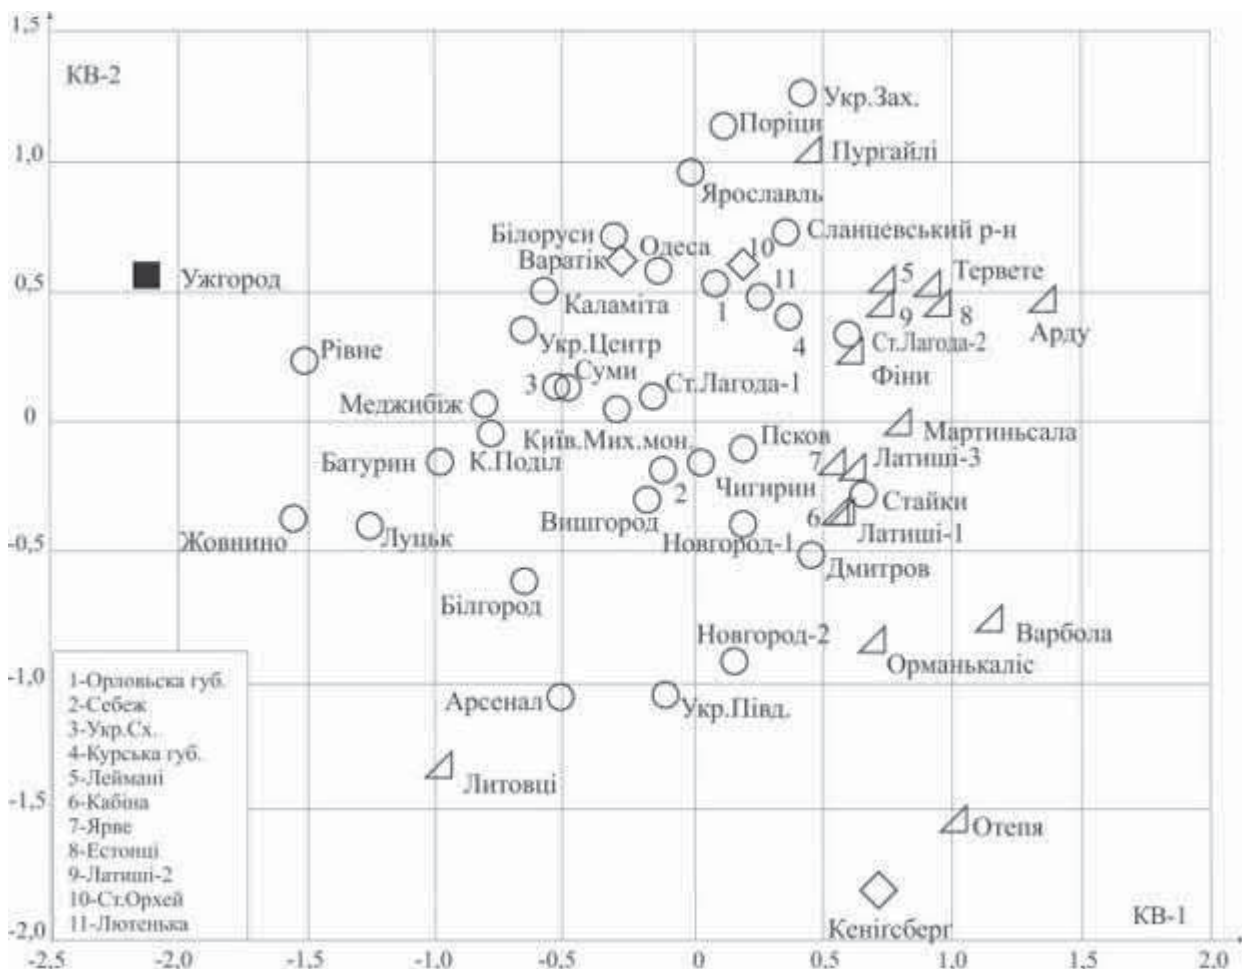 1,5
КВ-2
Укр.Зах.
Поріци
1,0
Пургайлі
Ярославль
Білоруси
Одеса
10
Сланцевський р-н
Варатік
Ужгород
0,5
Каламіта
1
11
5
Тервете
9
8
Арду
4
Укр.Центр
Ст.Лагода-2
Рівне
Фіни
3
Суми
Ст.Лагода-1
Меджибіж
0
Мартиньсала
Київ.Мих.мон.
Псков
Батурин
К.Поділ
7
Латиші-3
2
Чигирин
Стайки
Вишгород
6
Латиші-1
Жовнино
Луцьк
Новгород-1
-0,5
Дмитров
Білгород
Новгород-2
Варбола
Орманькаліс
-1,0
1-Орловьска губ.
2-Себеж
3-Укр.Сх.
4-Курська губ.
5-Леймані
6-Кабіна
7-Ярве
8-Естонці
9-Латиші-2
10-Ст.Орхей
11-Лютенька
Арсенал
Укр.Півд.
Литовці
-1,5
Отепя
КВ-1
Кенігсберг
-2,0
-2,5
-2,0
-1,5
-1,0
-0,5
0
0,5
1,0
1,5
2,0